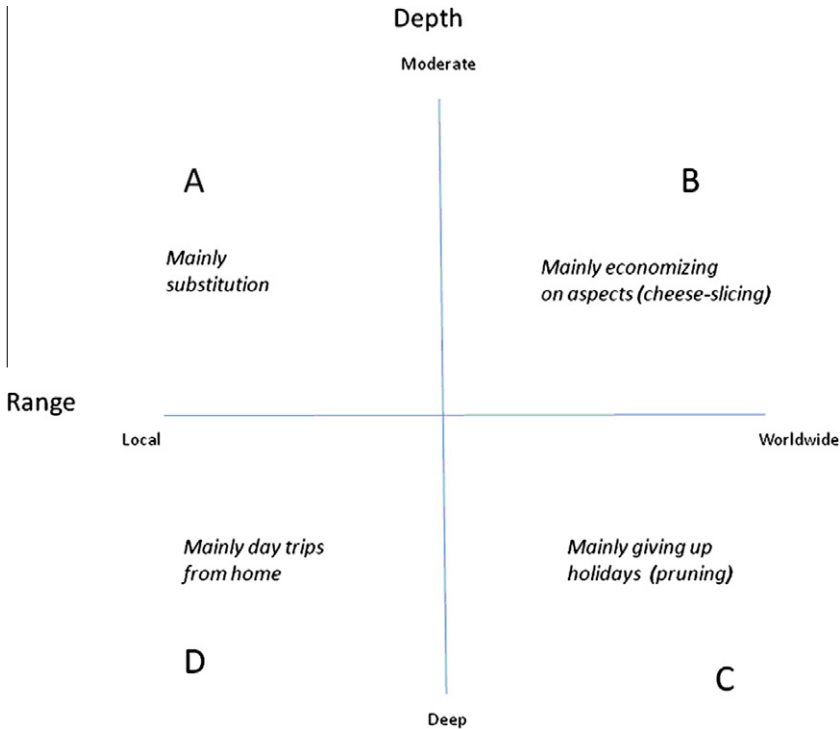 Depth
Moderate
A
B
Mainly
substitution
Mainly economizing
on aspects (cheese-slicing)
Range
Local
Worldwide
Mainly day trips
from home
Mainly giving up
holidays (pruning)
D
C
Deep